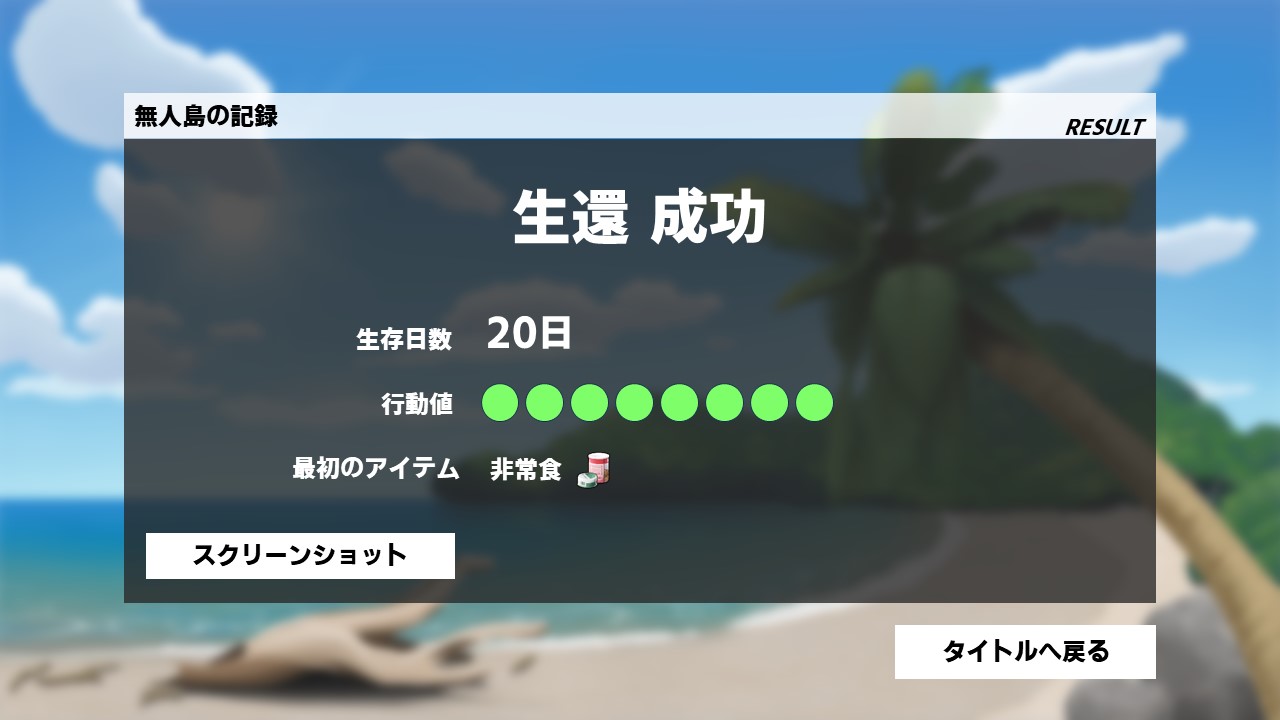 無人島の記録
RESULT
生還 成功
生存日数 20日
行動値
最初のアイテム 非常食
スクリーンショット
タイトルへ戻る